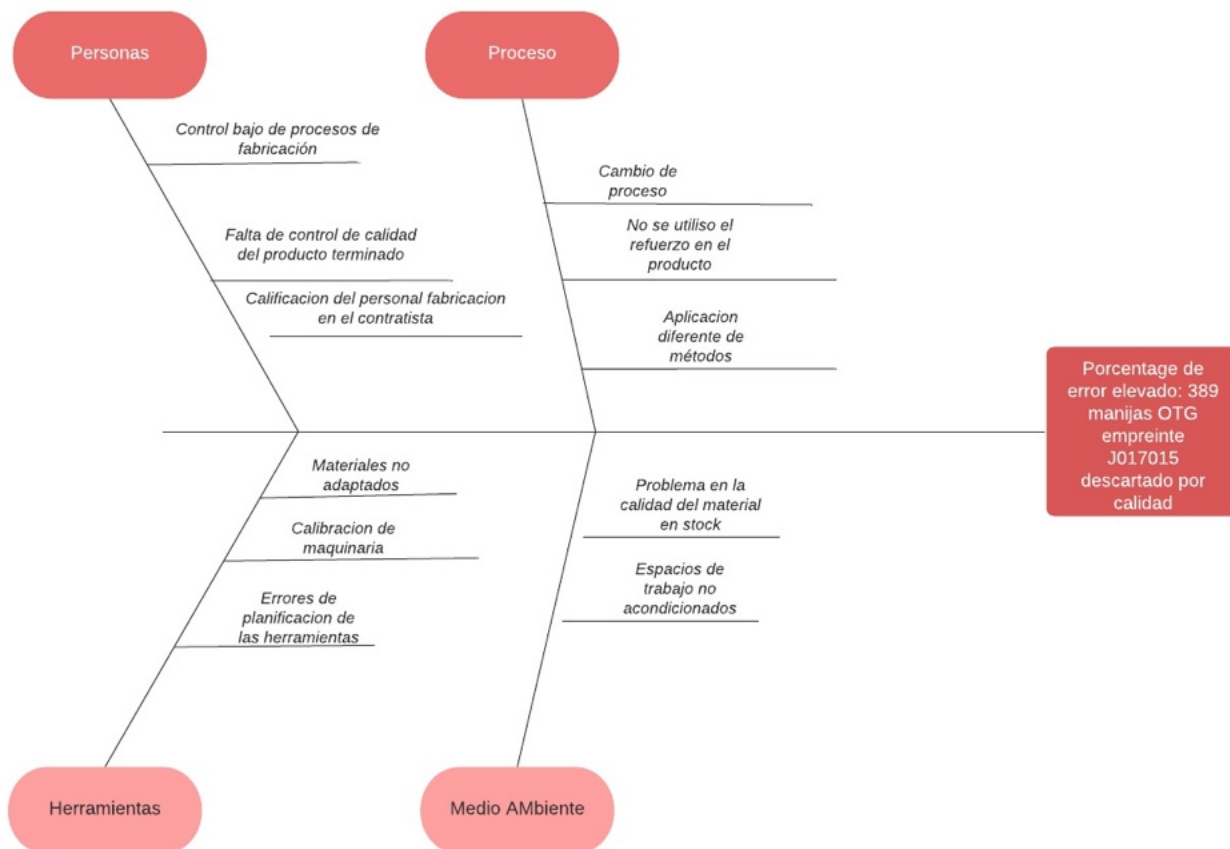 Personas
Proceso
Control bajo de procesos de
fabricación
Falta de control de calidad
del producto terminado
Calificacion del personal fabricacion
en el contratista
Cambio de
proceso
No se utiliso el
refuerzo en el
producto
Aplicacion
diferente de
métodos
Porcentage de
error elevado: 389
manijas OTG
empreinte
J017015
descartado por
calidad
Materiales no
adaptados
Calibracion de
maquinaria
Errores de
planificacion de
las herramientas
Problema en la
calidad del material
en stock
Espacios de
trabajo no
acondicionados
Herramientas
Medio AMbiente